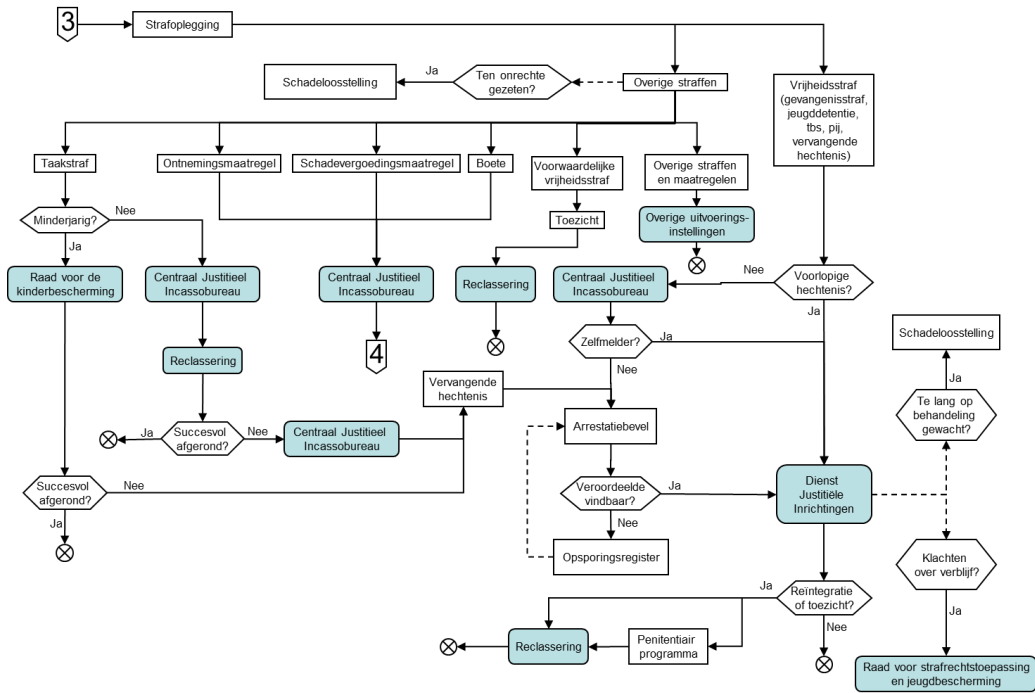 3
Strafoplegging
Schadeloosstelling
Ja
Ten onrechte
gezeten?
Overige straffen
Vrijheidsstraf
(gevangenisstraf,
jeugddetentie,
tbs, pij,
vervangende
hechtenis)
Taakstraf
Ontnemingsmaatregel
Schadevergoedingsmaatregel
Boete
Voorwaardelijke
vrijheidsstraf
Overige straffen
en maatregelen
Minderjarig?
Nee
Ja
Toezicht
Overige uitvoerings-
instellingen
Raad voor de
kinderbescherming
Centraal Justitieel
Incassobureau
Centraal Justitieel
Incassobureau
Reclassering
Centraal Justitieel
Incassobureau
Nee
Voorlopige
hechtenis?
Ja
Reclassering
4
Zelfmelder?
Ja
Nee
Schadeloosstelling
Ja
Te lang op
behandeling
gewacht?
Vervangende
hechtenis
Ja
Succesvol
afgerond?
Nee
Centraal Justitieel
Incassobureau
Arrestatiebevel
Succesvol
afgerond?
Nee
Ja
Veroordeelde
vindbaar?
Ja
Nee
Dienst
Justitiële
Inrichtingen
Opsporingsregister
Klachten
over verblijf?
Ja
Ja
Reïntegratie
of toezicht?
Nee
Reclassering
Penitentiair
programma
Raad voor strafrechtstoepassing
en jeugdbescherming